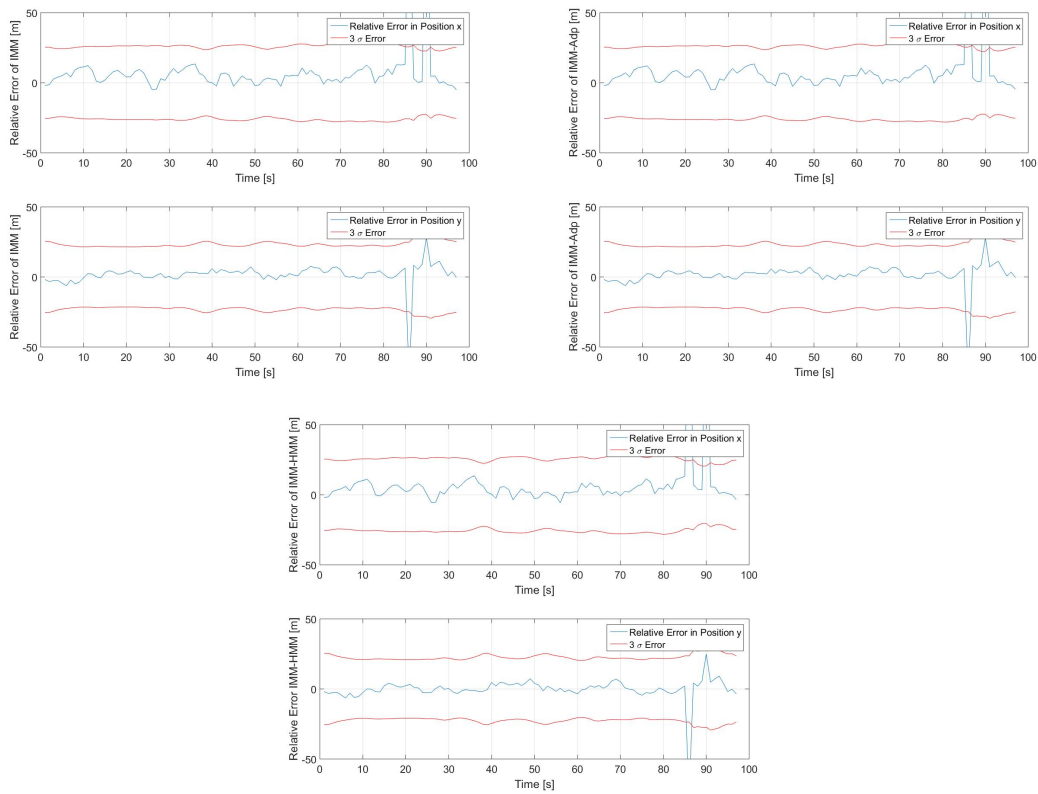 Relative Error of IMM [m]
50
0
-50
Relative Error in Position x
3 σ Error
0 10 20 30 40 50 60 70 80 90 100
Time [s]
Relative Error of IMM-Adp [m]
50
0
-50
Relative Error in Position x
3 σ Error
0 10 20 30 40 50 60 70 80 90 100
Time [s]
Relative Error of IMM [m]
50
0
-50
Relative Error in Position y
3 σ Error
0 10 20 30 40 50 60 70 80 90 100
Time [s]
Relative Error of IMM-Adp [m]
50
0
-50
Relative Error in Position y
3 σ Error
0 10 20 30 40 50 60 70 80 90 100
Time [s]
Relative Error of IMM-HMM [m]
50
0
-50
Relative Error in Position x
3 σ Error
0 10 20 30 40 50 60 70 80 90 100
Time [s]
Relative Error IMM-HMM [m]
50
0
-50
Relative Error in Position y
3 σ Error
0 10 20 30 40 50 60 70 80 90 100
Time [s]